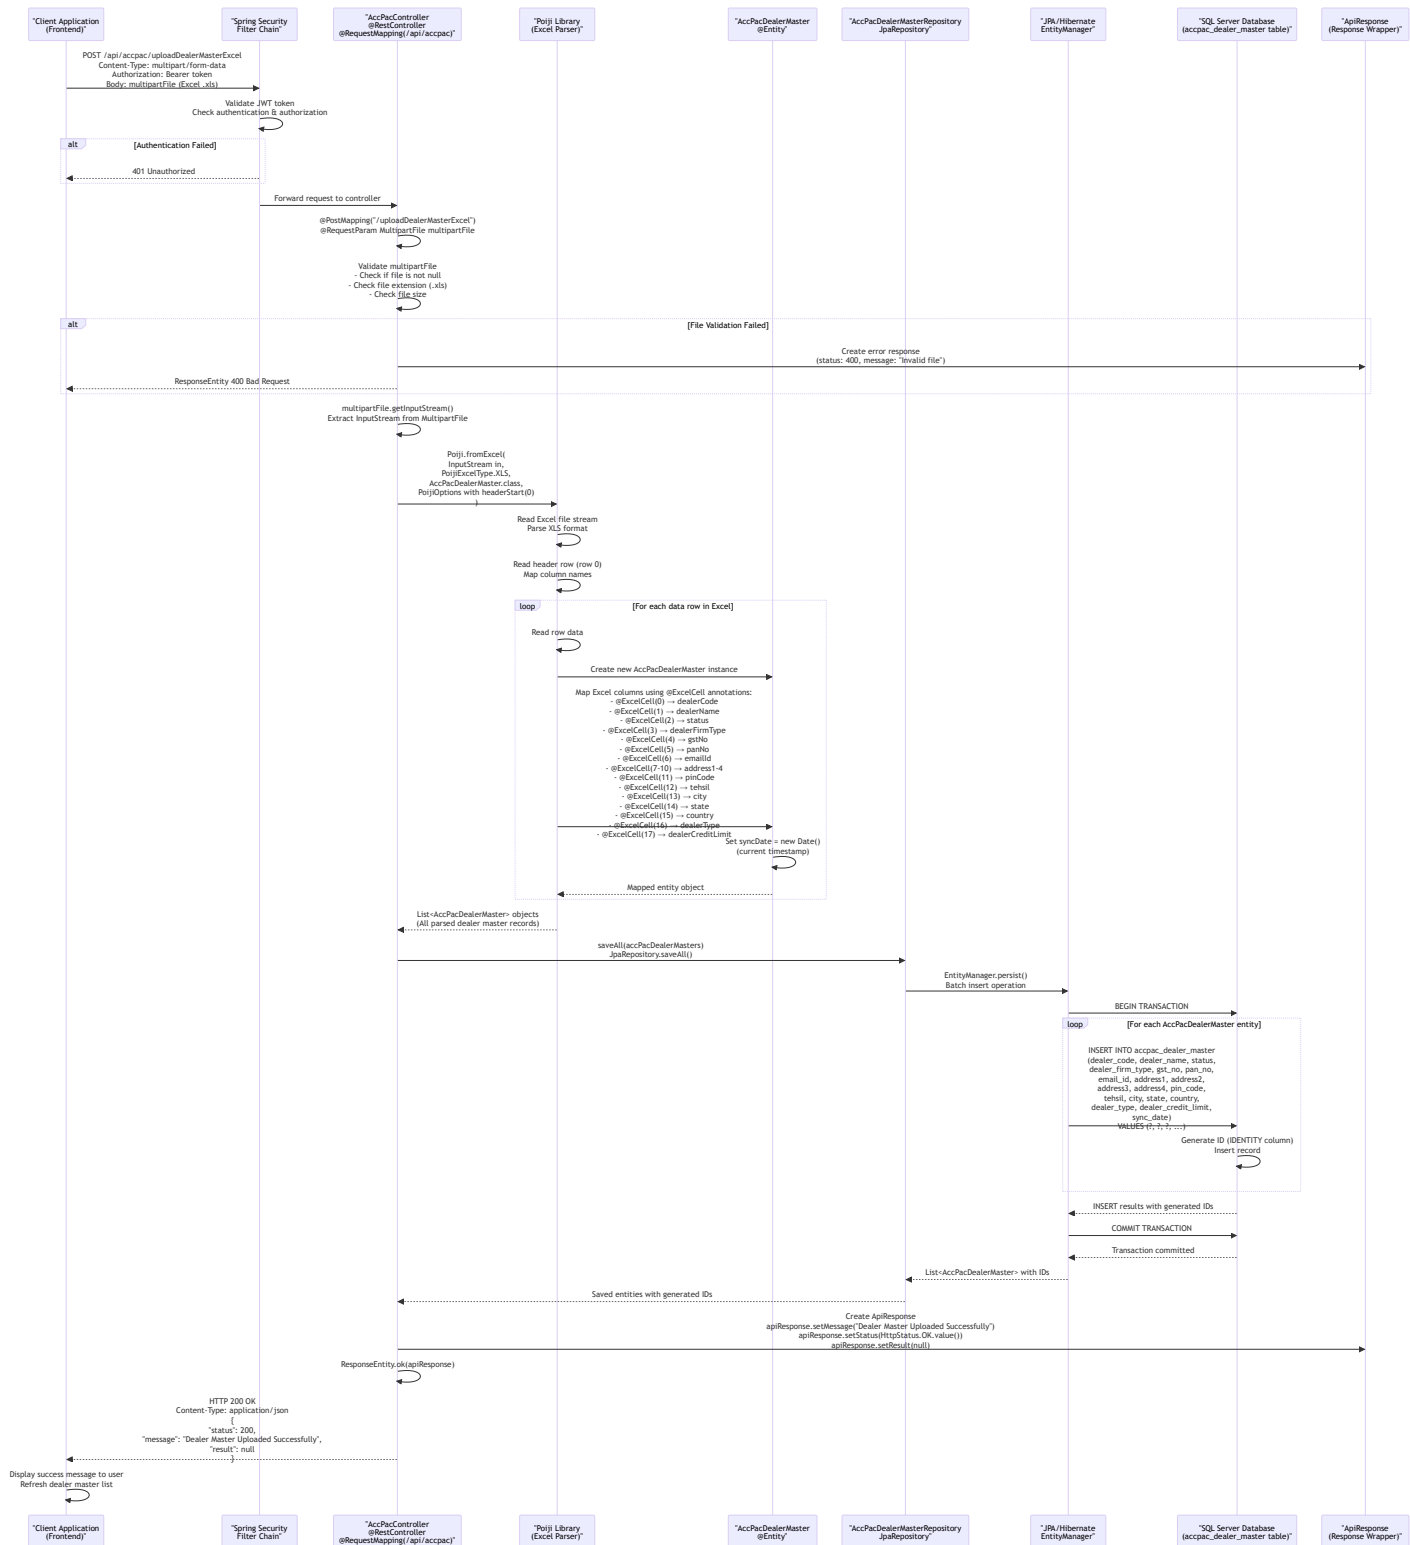 "Client Application
(Frontend)"
"Spring Security
Filter Chain"
"AccPacController
@RestController
@RequestMapping(/api/accpac)"
"Poiji Library
(Excel Parser)"
"AccPacDealerMaster
@Entity"
"AccPacDealerMasterRepository
JpaRepository"
"JPA/Hibernate
EntityManager"
"SQL Server Database
(accpac_dealer_master table)"
"ApiResponse
(Response Wrapper)"
POST /api/accpac/uploadDealerMasterExcel
Content-Type: multipart/form-data
Authorization: Bearer token
Body: multipartFile (Excel .xls)
Validate JWT token
Check authentication & authorization
alt
[Authentication Failed]
401 Unauthorized
Forward request to controller
@PostMapping("/uploadDealerMasterExcel")
@RequestParam MultipartFile multipartFile
Validate multipartFile
- Check if file is not null
- Check file extension (.xls)
- Check file size
alt
[File Validation Failed]
Create error response
(status: 400, message: "Invalid file")
ResponseEntity 400 Bad Request
multipartFile.getInputStream()
Extract InputStream from MultipartFile
Poiji.fromExcel(
InputStream in,
PoijiExcelType.XLS,
AccPacDealerMaster.class,
PoijiOptions with headerStart(0)
)
Read Excel file stream
Parse XLS format
Read header row (row 0)
Map column names
loop
[For each data row in Excel]
Read row data
Create new AccPacDealerMaster instance
Map Excel columns using @ExcelCell annotations:
- @ExcelCell(0) → dealerCode
- @ExcelCell(1) → dealerName
- @ExcelCell(2) → status
- @ExcelCell(3) → dealerFirmType
- @ExcelCell(4) → gstNo
- @ExcelCell(5) → panNo
- @ExcelCell(6) → emailId
- @ExcelCell(7-10) → address1-4
- @ExcelCell(11) → pinCode
- @ExcelCell(12) → tehsil
- @ExcelCell(13) → city
- @ExcelCell(14) → state
- @ExcelCell(15) → country
- @ExcelCell(16) → dealerType
- @ExcelCell(17) → dealerCreditLimit
Set syncDate = new Date()
(current timestamp)
Mapped entity object
List<AccPacDealerMaster> objects
(All parsed dealer master records)
saveAll(accPacDealerMasters)
JpaRepository.saveAll()
EntityManager.persist()
Batch insert operation
BEGIN TRANSACTION
loop
[For each AccPacDealerMaster entity]
INSERT INTO accpac_dealer_master
(dealer_code, dealer_name, status,
dealer_firm_type, gst_no, pan_no,
email_id, address1, address2,
address3, address4, pin_code,
tehsil, city, state, country,
dealer_type, dealer_credit_limit,
sync_date)
VALUES (?, ?, ?, ...)
Generate ID (IDENTITY column)
Insert record
INSERT results with generated IDs
COMMIT TRANSACTION
Transaction committed
List<AccPacDealerMaster> with IDs
Saved entities with generated IDs
Create ApiResponse
apiResponse.setMessage("Dealer Master Uploaded Successfully")
apiResponse.setStatus(HttpStatus.OK.value())
apiResponse.setResult(null)
ResponseEntity.ok(apiResponse)
HTTP 200 OK
Content-Type: application/json
{
"status": 200,
"message": "Dealer Master Uploaded Successfully",
"result": null
}
Display success message to user
Refresh dealer master list
"Client Application
(Frontend)"
"Spring Security
Filter Chain"
"AccPacController
@RestController
@RequestMapping(/api/accpac)"
"Poiji Library
(Excel Parser)"
"AccPacDealerMaster
@Entity"
"AccPacDealerMasterRepository
JpaRepository"
"JPA/Hibernate
EntityManager"
"SQL Server Database
(accpac_dealer_master table)"
"ApiResponse
(Response Wrapper)"